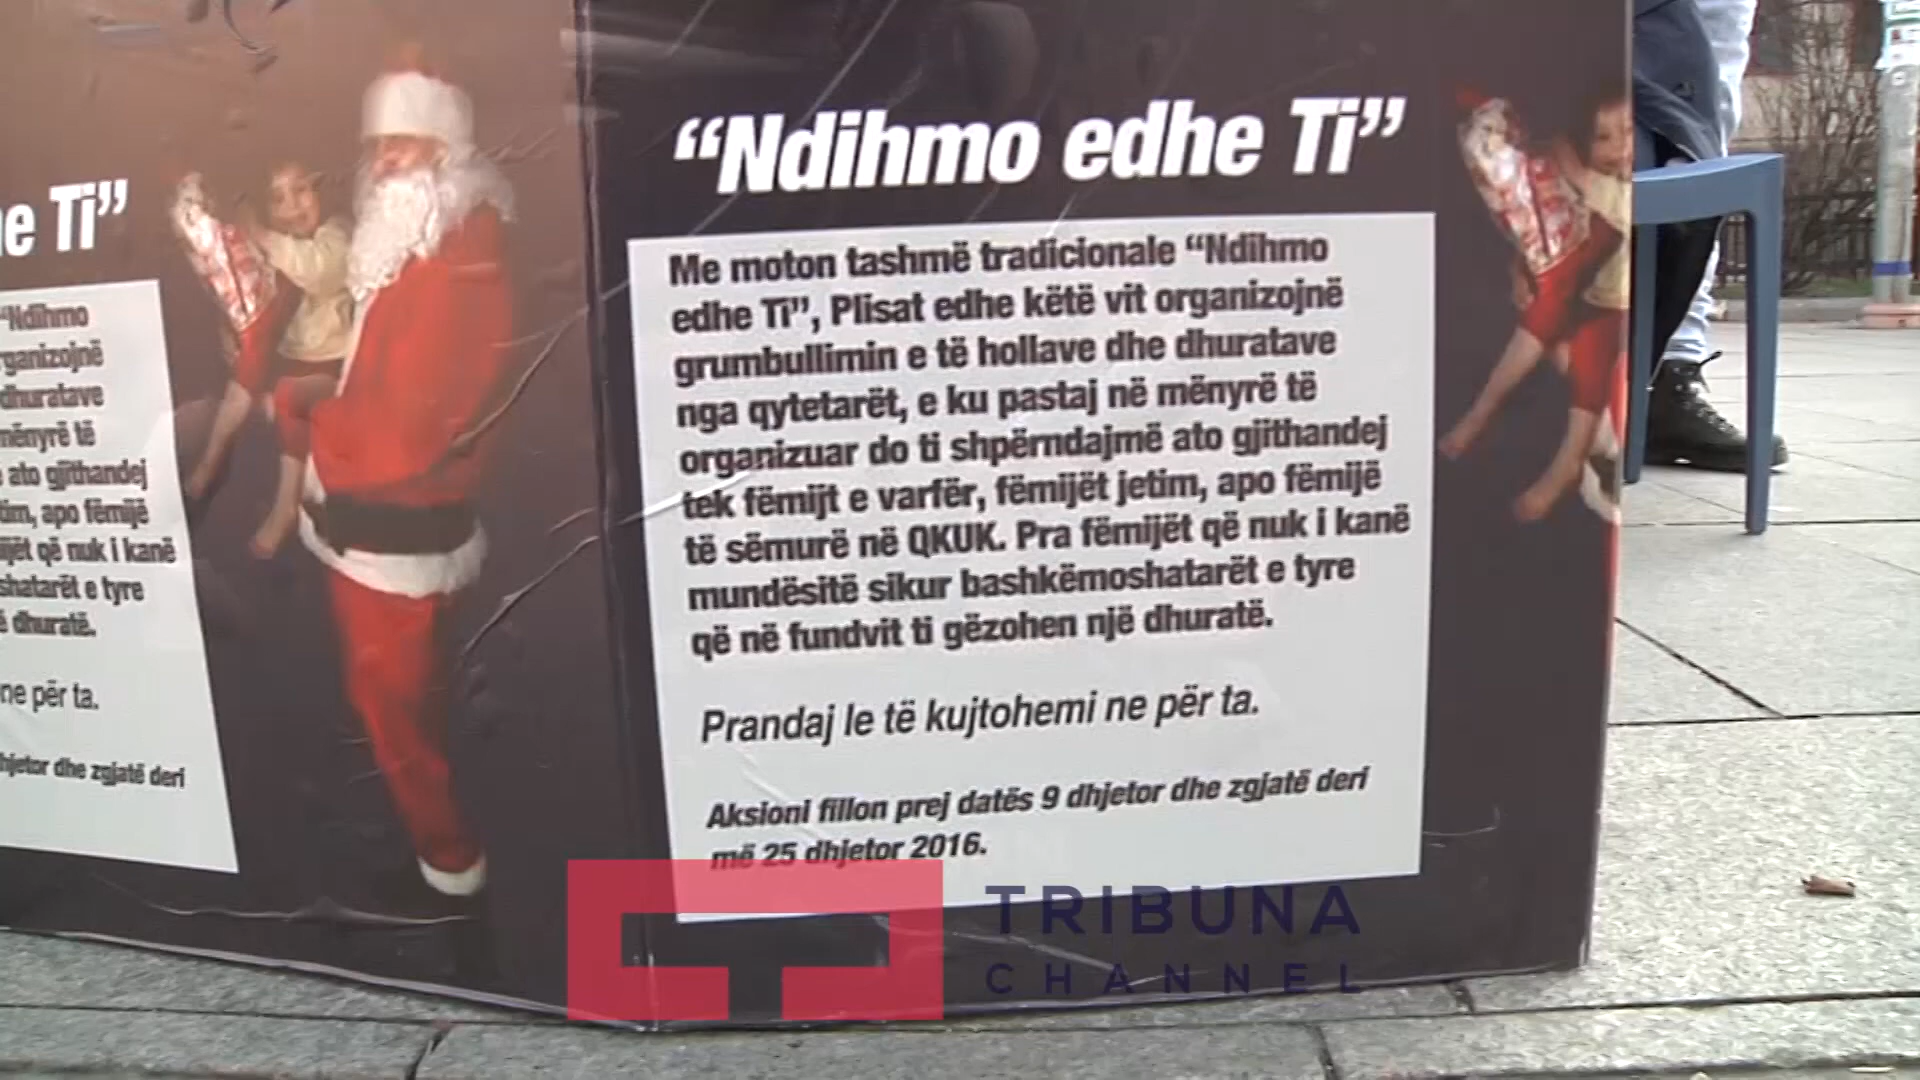 e Ti”
“Ndihmo
rganizojnë
dhuratave
mënyrë të
ato gjithandej
tim, apo fëmijë
ijët që nuk i kanë
shatarët e tyre
ë dhuratë.
ne për ta.
hjetor dhe zgjatë deri
“Ndihmo edhe Ti”
Me moton tashmë tradicionale “Ndihmo
edhe Ti”, Plisat edhe këtë vit organizojnë
grumbullimin e të hollave dhe dhuratave
nga qytetarët, e ku pastaj në mënyrë të
organizuar do ti shpërndajmë ato gjithandej
tek fëmijt e varfër, fëmijët jetim, apo fëmijë
të sëmurë në QKUK. Pra fëmijët që nuk i kanë
mundësitë sikur bashkëmoshatarët e tyre
që në fundvit ti gëzohen një dhuratë.
Prandaj le të kujtohemi ne për ta.
Aksioni fillon prej datës 9 dhjetor dhe zgjatë deri
më 25 dhjetor 2016.
TRIBUNA
CHANNEL